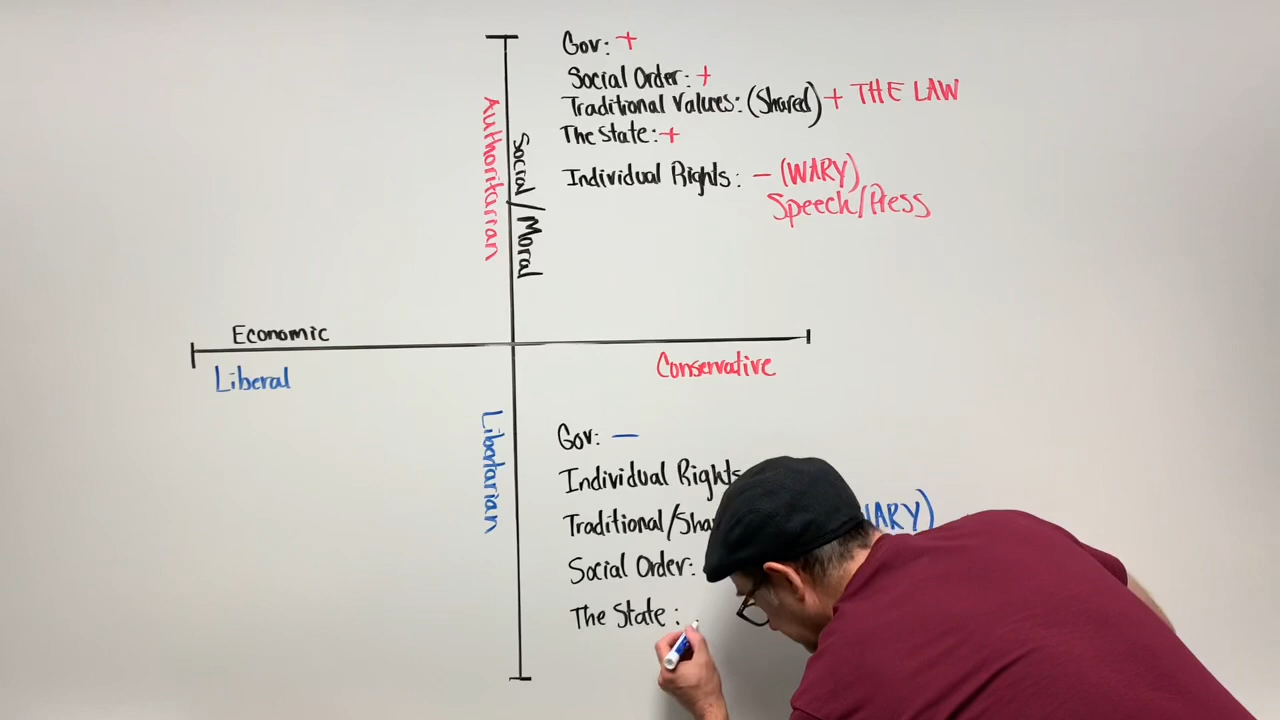 Gov: +
Social Order: +
Traditional Values: (Shared) + THE LAW
The State: +
Individual Rights: - (WARY)
Speech/Press
Authoritarian
Social/Moral
Economic
Liberal
Conservative
Libertarian
Gov: —
Individual Rights
Traditional/Sha
Social Order:
The State: